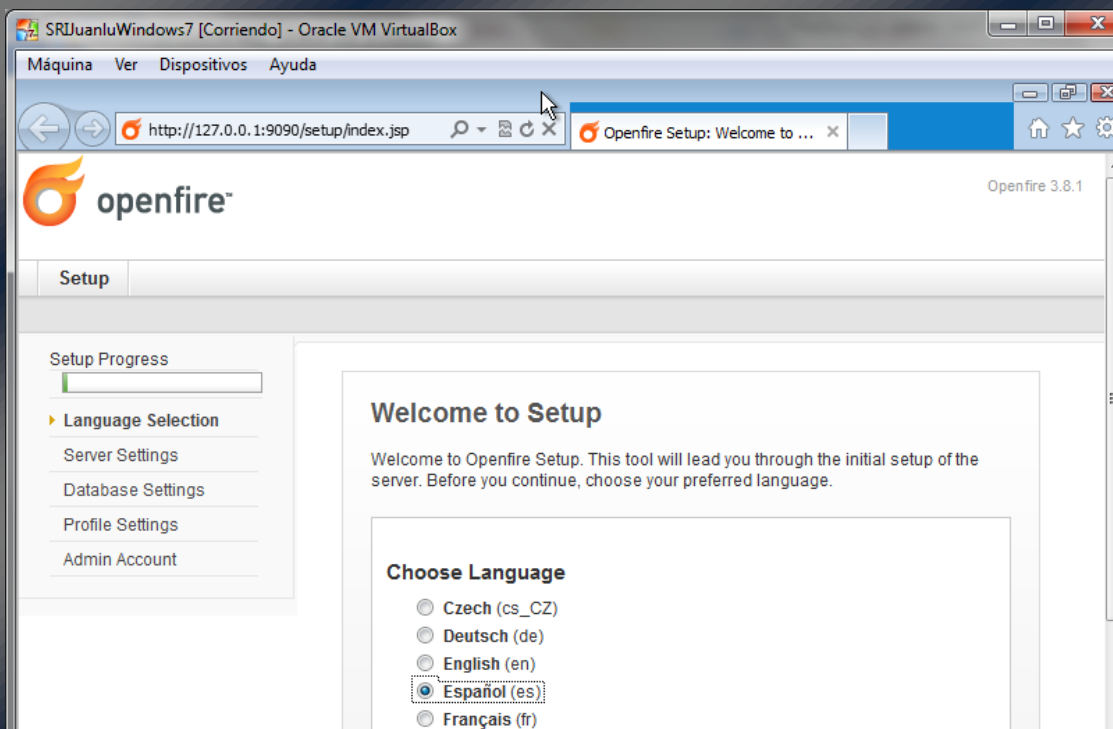 SRIJuanluWindows7 [Corriendo] - Oracle VM VirtualBox
Máquina Ver Dispositivos Ayuda
http://127.0.0.1:9090/setup/index.jsp
Openfire Setup: Welcome to ...
openfire™
Openfire 3.8.1
Setup
Setup Progress
Language Selection
Server Settings
Database Settings
Profile Settings
Admin Account
Welcome to Setup
Welcome to Openfire Setup. This tool will lead you through the initial setup of the
server. Before you continue, choose your preferred language.
Choose Language
Czech (cs_CZ)
Deutsch (de)
English (en)
Español (es)
Français (fr)